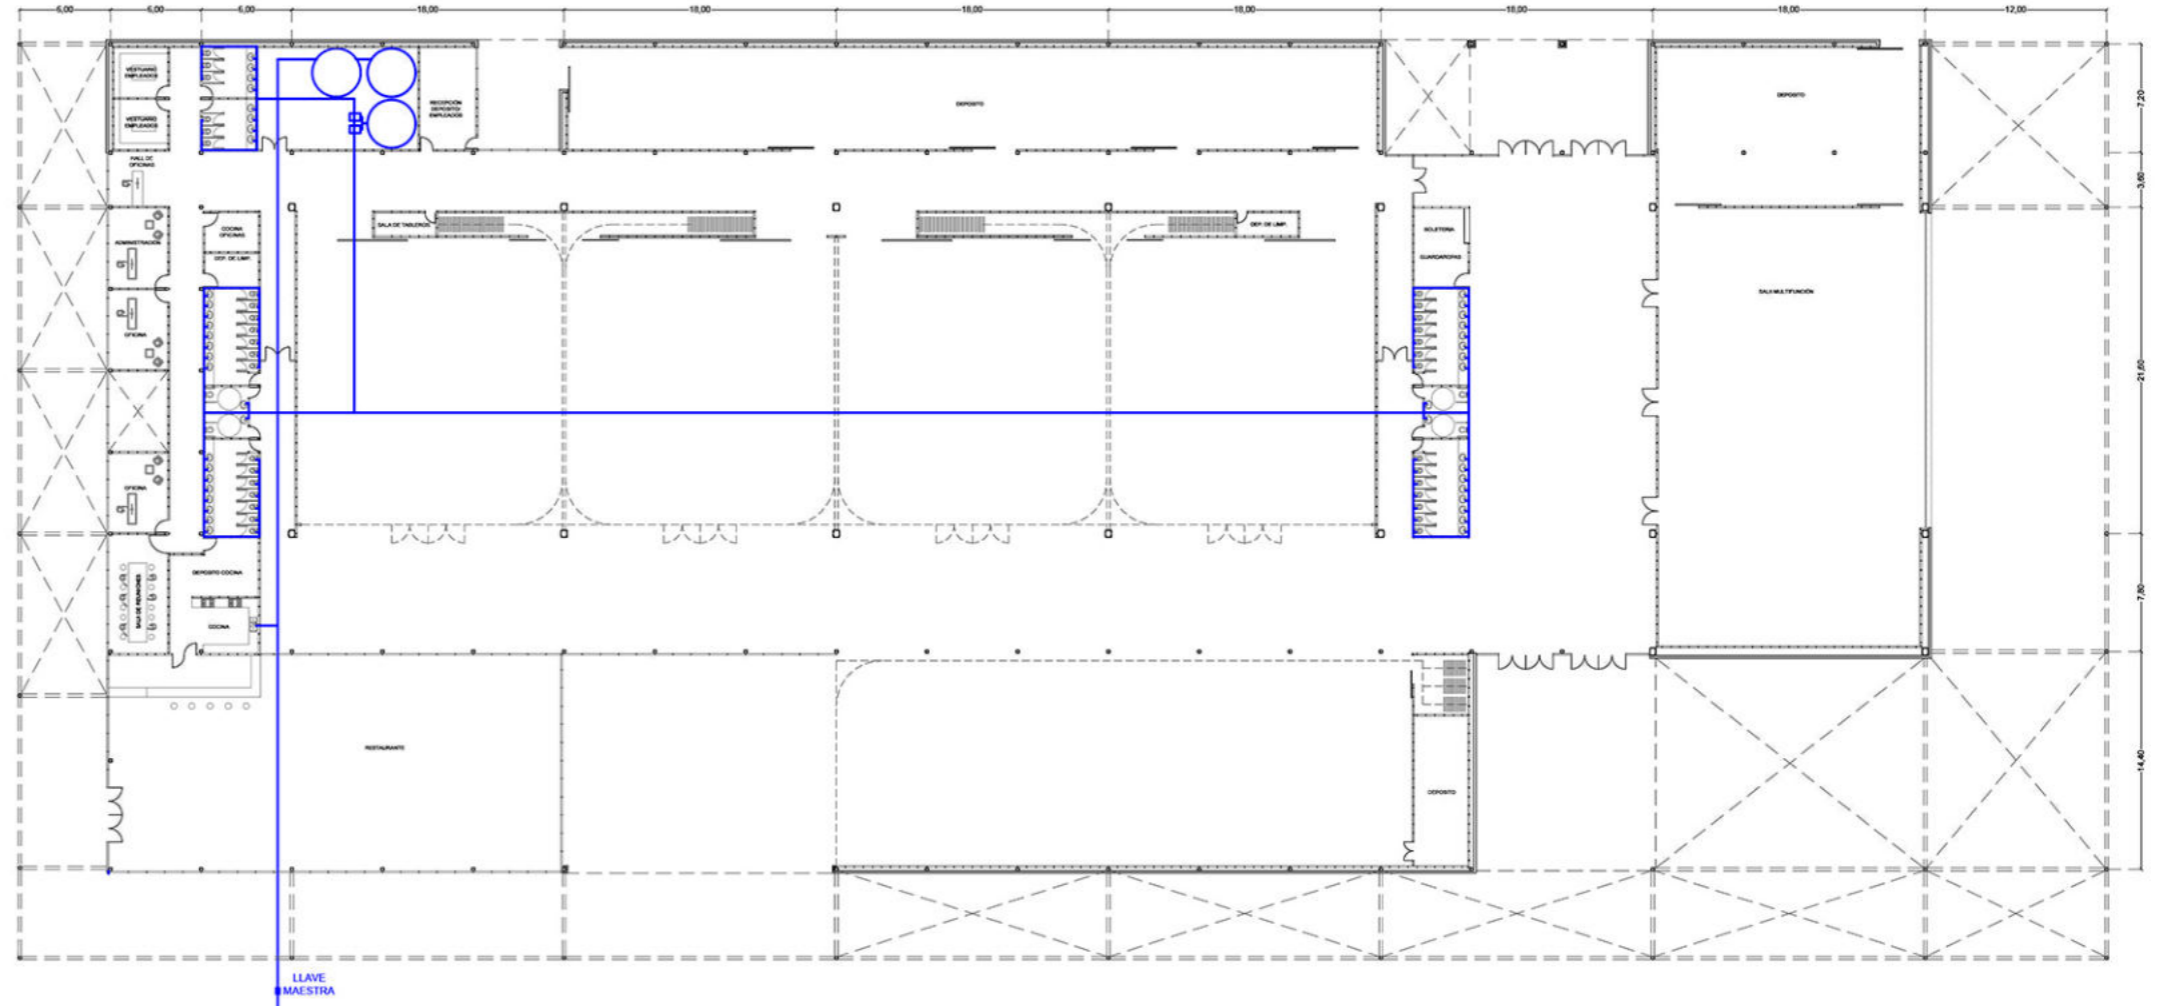 6,00 6,00 6,00 18,00 18,00 18,00 18,00 18,00 18,00 12,00
VESTUARIO
EMPLEADOS
VESTUARIO
EMPLEADOS
RECEPCIÓN
DEPOSITO/
EMPLEADOS
DEPOSITO
DEPOSITO
7,20
HALL DE
OFICINAS
3,60
COCINA
OFICINAS
SALA DE TABLEROS
DEP. DE LIMP.
BOLETERIA
ADMINISTRACIÓN
DEP. DE LIMP.
GUARDAROPAS
SALA MULTIFUNCIÓN
OFICINA
21,60
OFICINA
DEPOSITO COCINA
SALA DE REUNIONES
COCINA
7,80
RESTAURANTE
DEPOSITO
14,40
LLAVE
MAESTRA